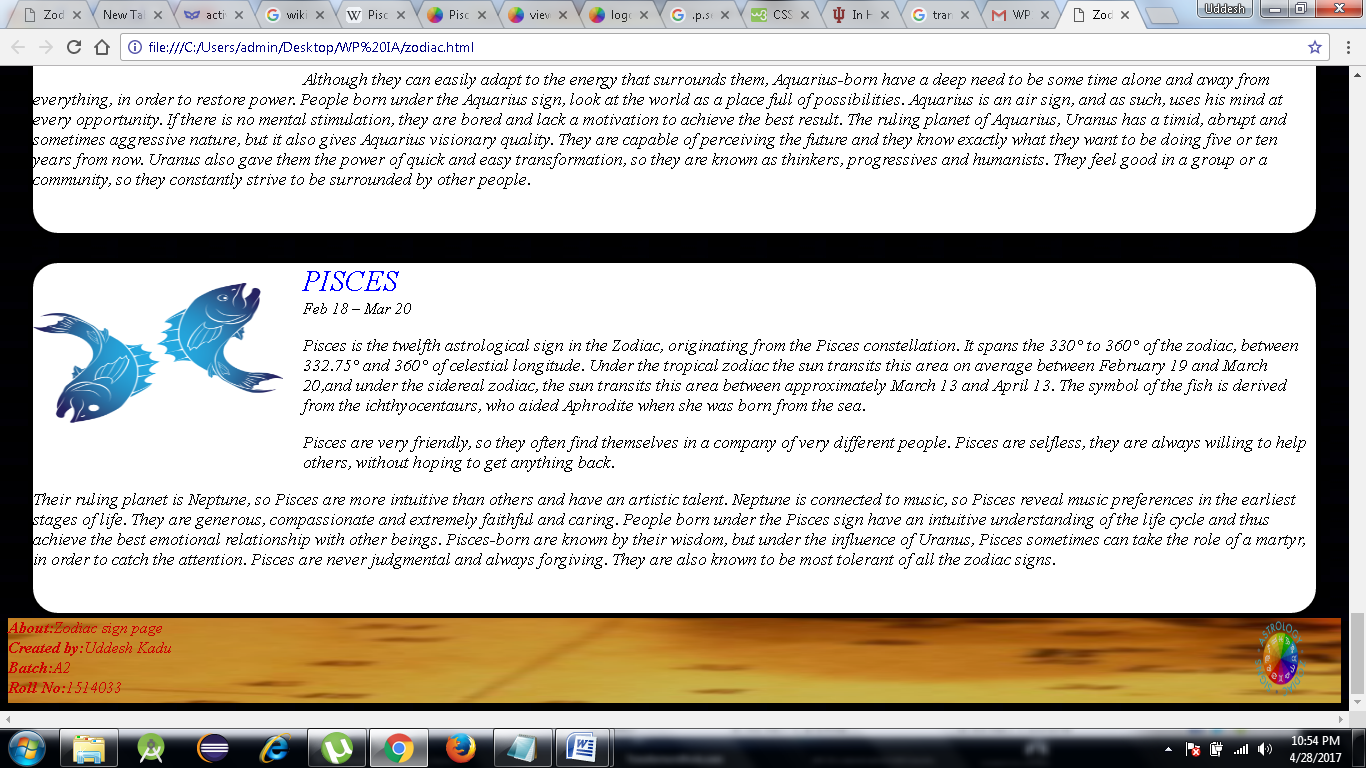 Zod
New Tal
activ
wiki
Pisc
Pisc
view
logo
.p.so
CSS
In H
tran
WP
Zod
Uddesh
file:///C:/Users/admin/Desktop/WP%20IA/zodiac.html
Although they can easily adapt to the energy that surrounds them, Aquarius-born have a deep need to be some time alone and away from
everything, in order to restore power. People born under the Aquarius sign, look at the world as a place full of possibilities. Aquarius is an air sign, and as such, uses his mind at
every opportunity. If there is no mental stimulation, they are bored and lack a motivation to achieve the best result. The ruling planet of Aquarius, Uranus has a timid, abrupt and
sometimes aggressive nature, but it also gives Aquarius visionary quality. They are capable of perceiving the future and they know exactly what they want to be doing five or ten
years from now. Uranus also gave them the power of quick and easy transformation, so they are known as thinkers, progressives and humanists. They feel good in a group or a
community, so they constantly strive to be surrounded by other people.
PISCES
Feb 18 – Mar 20
Pisces is the twelfth astrological sign in the Zodiac, originating from the Pisces constellation. It spans the 330° to 360° of the zodiac, between
332.75° and 360° of celestial longitude. Under the tropical zodiac the sun transits this area on average between February 19 and March
20,and under the sidereal zodiac, the sun transits this area between approximately March 13 and April 13. The symbol of the fish is derived
from the ichthyocentaurs, who aided Aphrodite when she was born from the sea.
Pisces are very friendly, so they often find themselves in a company of very different people. Pisces are selfless, they are always willing to help
others, without hoping to get anything back.
Their ruling planet is Neptune, so Pisces are more intuitive than others and have an artistic talent. Neptune is connected to music, so Pisces reveal music preferences in the earliest
stages of life. They are generous, compassionate and extremely faithful and caring. People born under the Pisces sign have an intuitive understanding of the life cycle and thus
achieve the best emotional relationship with other beings. Pisces-born are known by their wisdom, but under the influence of Uranus, Pisces sometimes can take the role of a martyr,
in order to catch the attention. Pisces are never judgmental and always forgiving. They are also known to be most tolerant of all the zodiac signs.
About:Zodiac sign page
Created by:Uddesh Kadu
Batch:A2
Roll No:1514033
ASTROLOGY
10:54 PM
4/28/2017